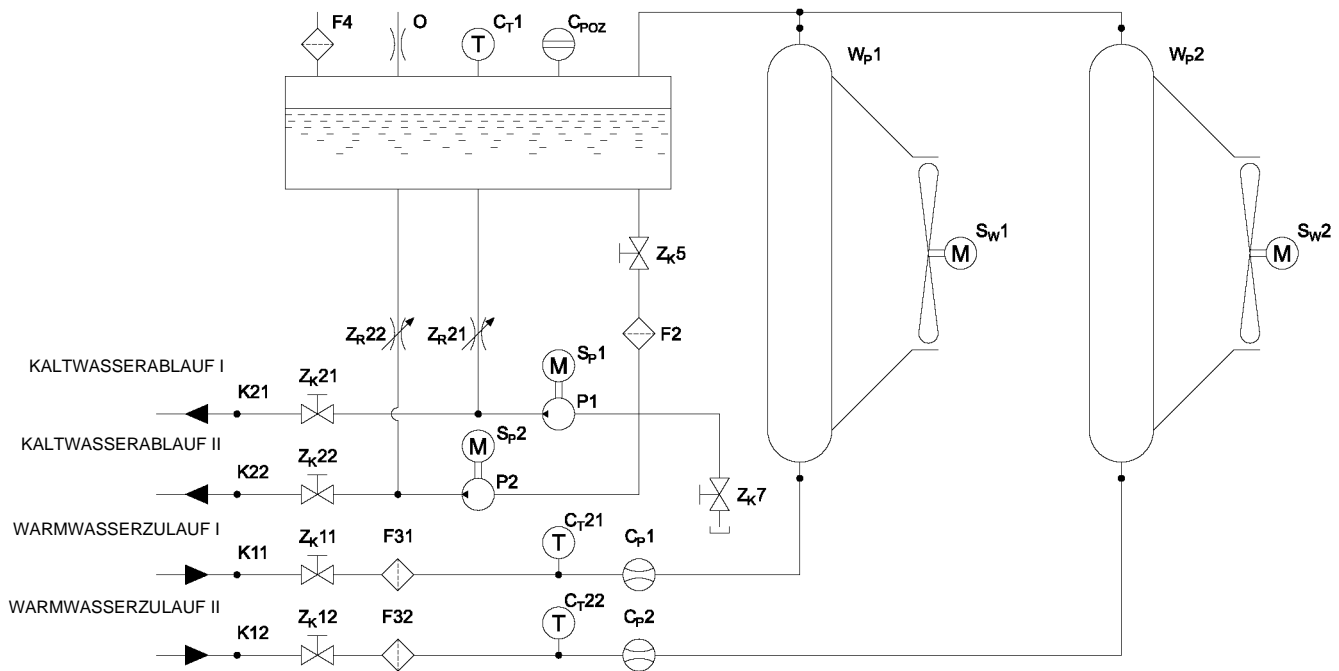 F4 O CT1 CPOZ
WP1 WP2
T
SW1 SW2
M M
ZK5
ZR22 ZR21 F2
SP1
M
KALTWASSERABLAUF I
K21 ZK21 P1
SP2
M
KALTWASSERABLAUF II
K22 ZK22 P2 ZK7
WARMWASSERZULAUF I
K11 ZK11 F31 CT21 CP1
T
WARMWASSERZULAUF II
K12 ZK12 F32 CT22 CP2
T